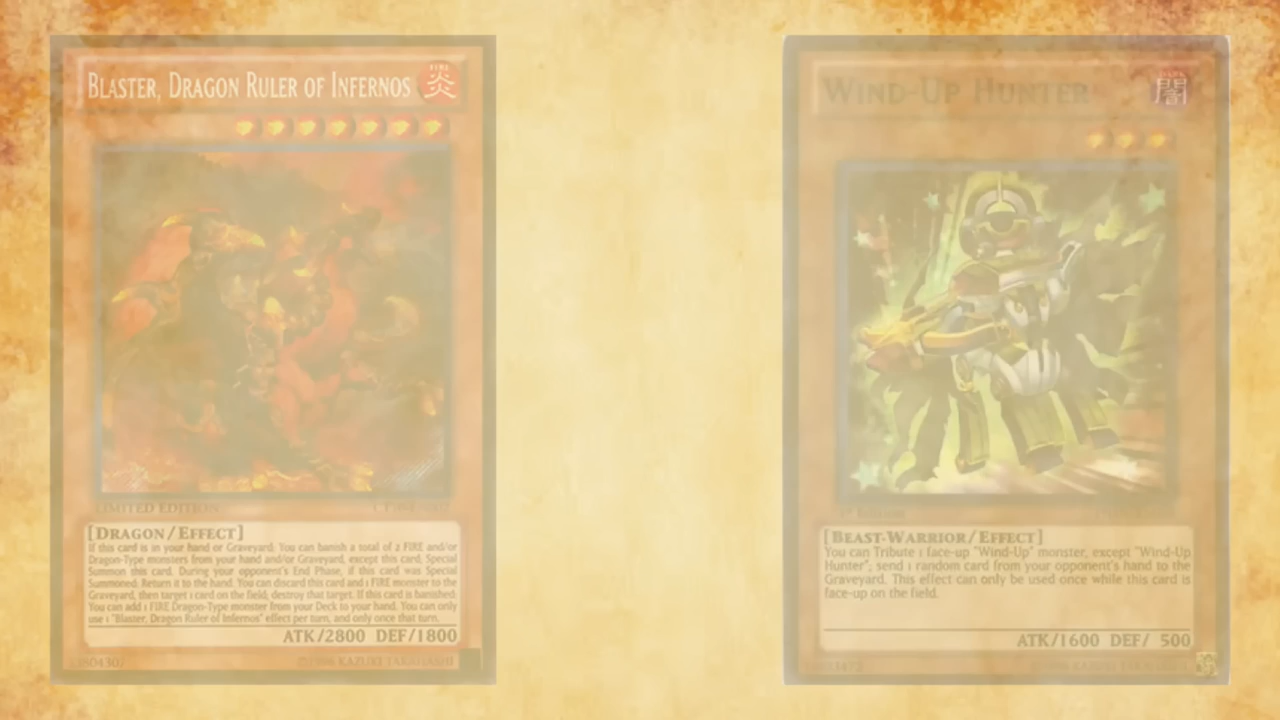 BLASTER, DRAGON RULER OF INFERNOS
FIRE
炎
LIMITED EDITION
[DRAGON/EFFECT]
If this card is in your hand or Graveyard: You can banish a total of 2 FIRE and/or
Dragon-Type monsters from your hand and/or Graveyard, except this card; Special
Summon this card. During your opponent's End Phase, if this card was Special
Summoned: Return it to the hand. You can discard this card and 1 FIRE monster to the
Graveyard, then target 1 card on the field; destroy that target. If this card is banished:
You can add 1 FIRE Dragon-Type monster from your Deck to your hand. You can only
use 1 "Blaster, Dragon Ruler of Infernos" effect per turn, and only once that turn.
ATK/2800 DEF/1800
KAZUKI TAKAHASHI
WIND-UP HUNTER
闇
[BEAST-WARRIOR/EFFECT]
You can Tribute 1 face-up "Wind-Up" monster, except "Wind-Up
Hunter"; send 1 random card from your opponent's hand to the
Graveyard. This effect can only be used once while this card is
face-up on the field.
ATK/1600 DEF/ 500